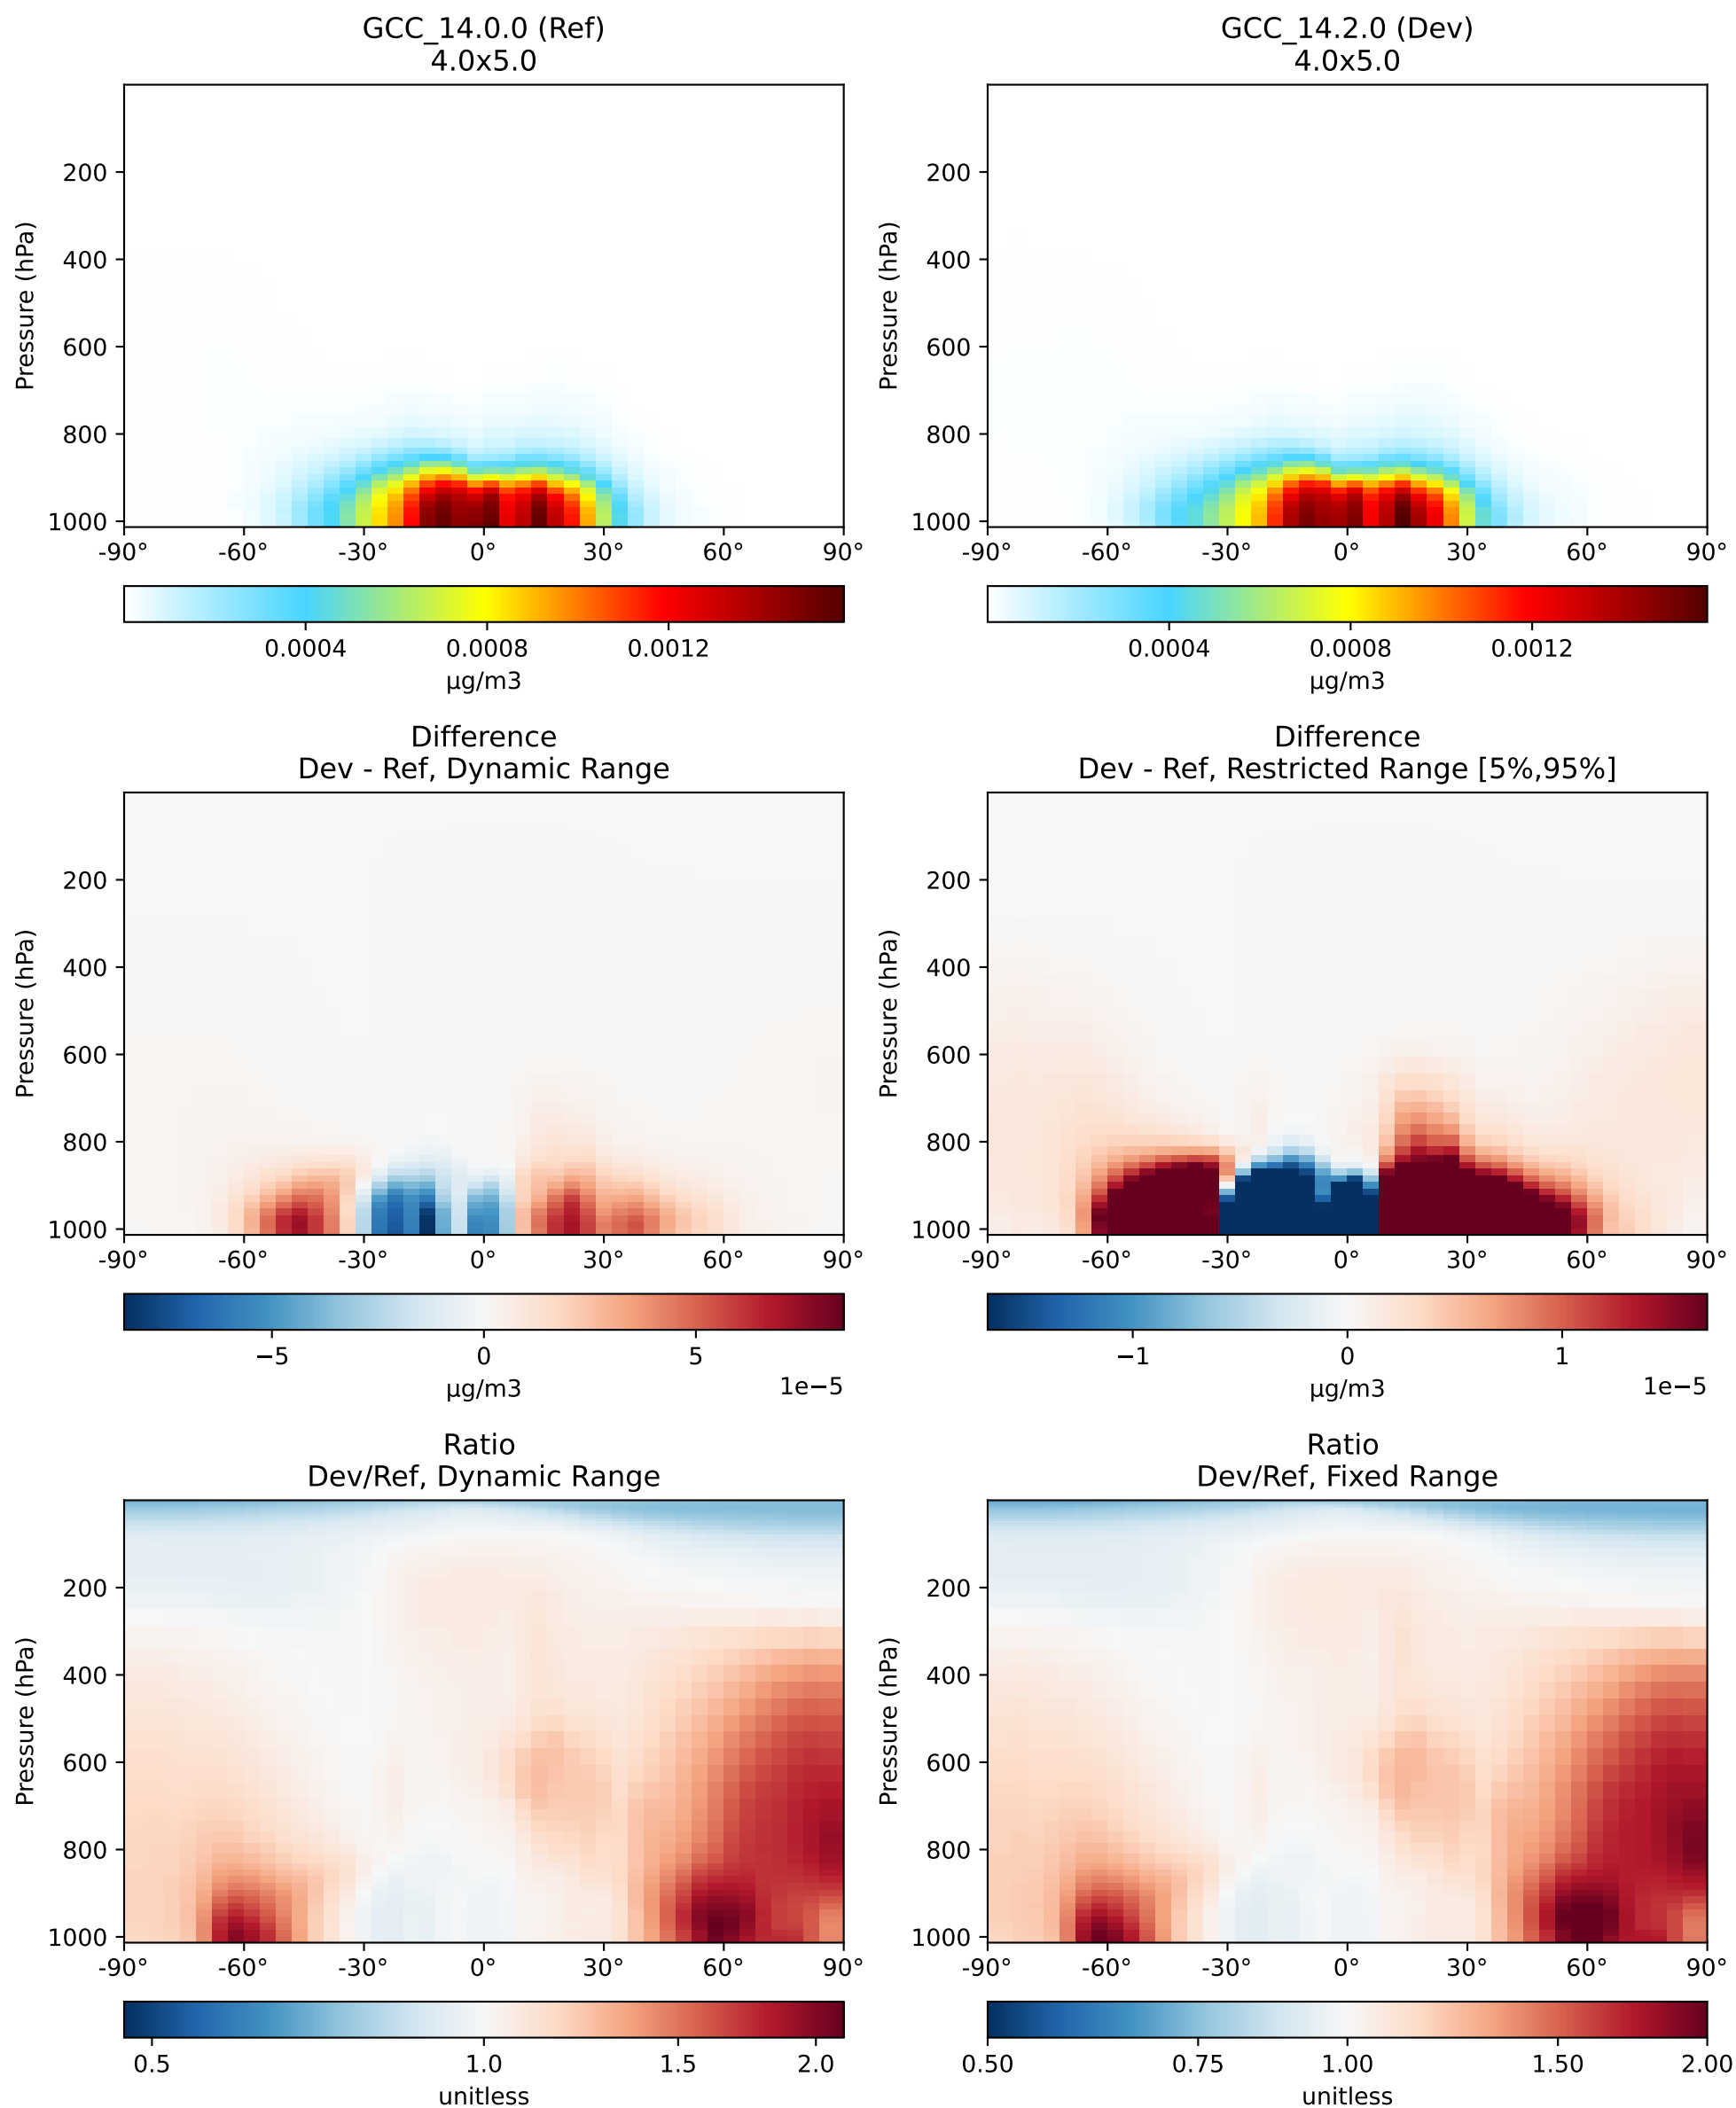 GCC_14.0.0 (Ref)
4.0x5.0
GCC_14.2.0 (Dev)
4.0x5.0
Pressure (hPa)
200
400
600
800
1000
-90° -60° -30° 0° 30° 60° 90°
0.0004 0.0008 0.0012
µg/m3
Pressure (hPa)
200
400
600
800
1000
-90° -60° -30° 0° 30° 60° 90°
0.0004 0.0008 0.0012
µg/m3
Difference
Dev - Ref, Dynamic Range
Pressure (hPa)
200
400
600
800
1000
-90° -60° -30° 0° 30° 60° 90°
−5 0 5
µg/m3 1e−5
Difference
Dev - Ref, Restricted Range [5%,95%]
Pressure (hPa)
200
400
600
800
1000
-90° -60° -30° 0° 30° 60° 90°
−1 0 1
µg/m3 1e−5
Ratio
Dev/Ref, Dynamic Range
Pressure (hPa)
200
400
600
800
1000
-90° -60° -30° 0° 30° 60° 90°
0.5 1.0 1.5 2.0
unitless
Ratio
Dev/Ref, Fixed Range
Pressure (hPa)
200
400
600
800
1000
-90° -60° -30° 0° 30° 60° 90°
0.50 0.75 1.00 1.50 2.00
unitless